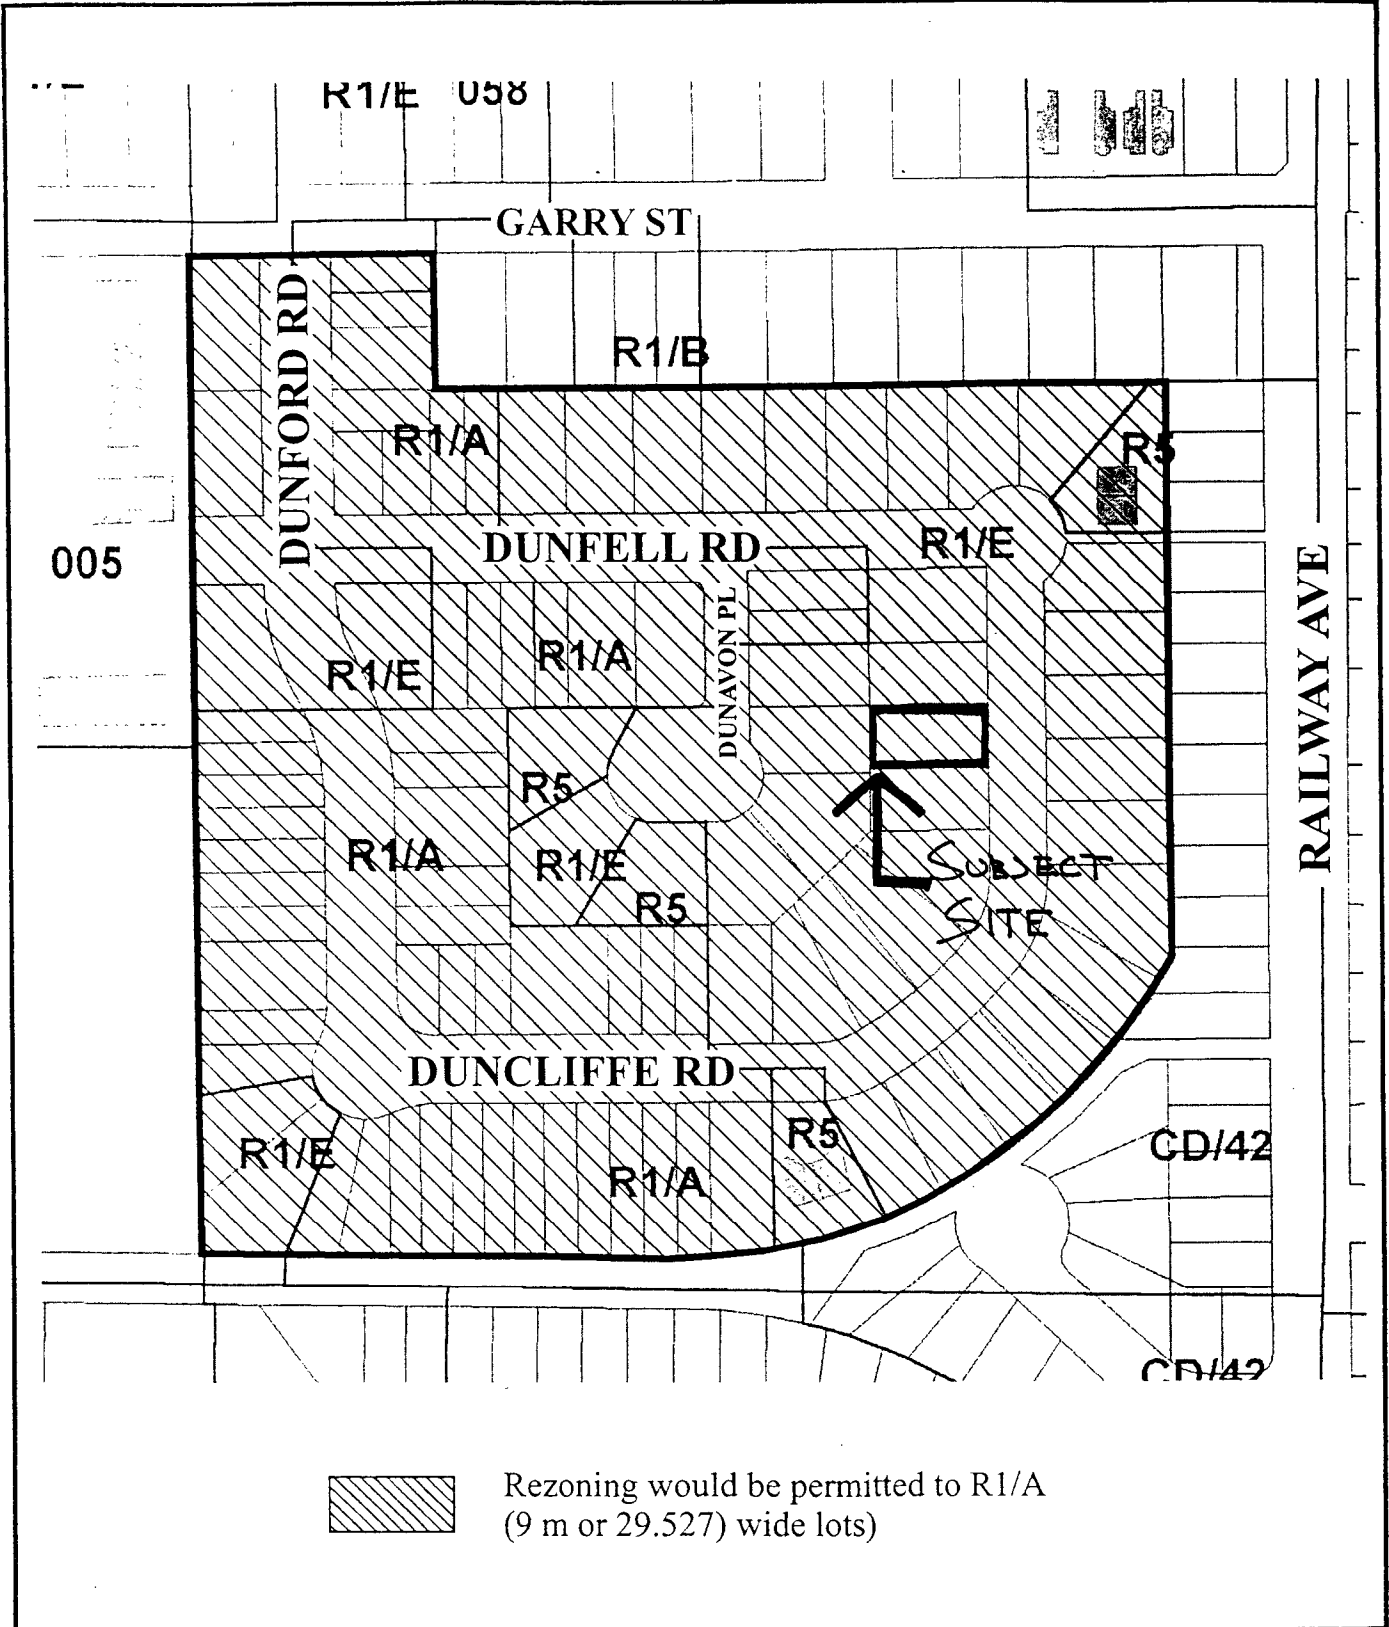 R1/E 058
GARRY ST
DUNFORD RD
R1/B
R1/A
R5
DUNFELL RD
R1/E
005
DUNAVON PL
R1/A
R1/E
RAILWAY AVE
R5
R1/A
R1/E
R5
SUBJECT
SITE
DUNCLIFFE RD
R5
R1/E
R1/A
CD/42
CD/42
Rezoning would be permitted to R1/A
(9 m or 29.527) wide lots)